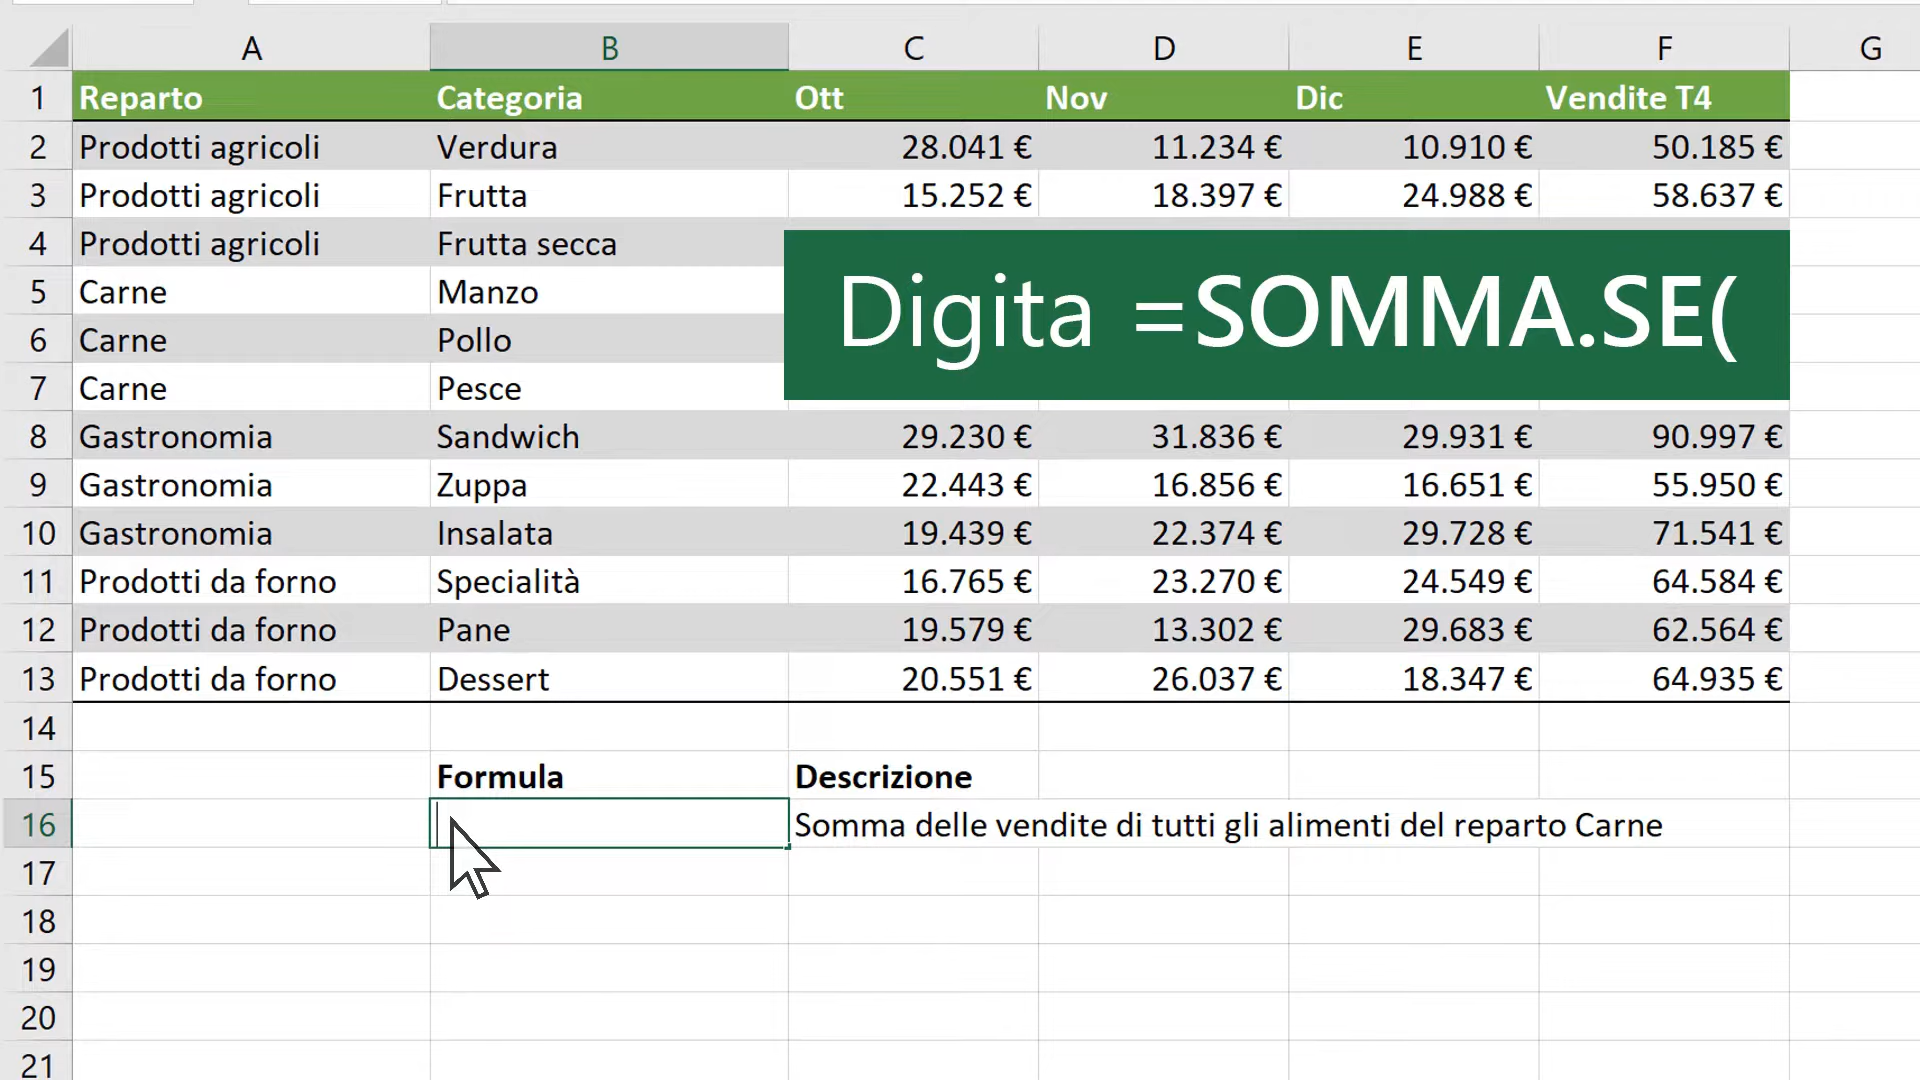 A B C D E F G
1 Reparto Categoria Ott Nov Dic Vendite T4
2 Prodotti agricoli Verdura 28.041 € 11.234 € 10.910 € 50.185 €
3 Prodotti agricoli Frutta 15.252 € 18.397 € 24.988 € 58.637 €
4 Prodotti agricoli Frutta secca
Digita =SOMMA.SE(
5 Carne Manzo
6 Carne Pollo
7 Carne Pesce
8 Gastronomia Sandwich 29.230 € 31.836 € 29.931 € 90.997 €
9 Gastronomia Zuppa 22.443 € 16.856 € 16.651 € 55.950 €
10 Gastronomia Insalata 19.439 € 22.374 € 29.728 € 71.541 €
11 Prodotti da forno Specialità 16.765 € 23.270 € 24.549 € 64.584 €
12 Prodotti da forno Pane 19.579 € 13.302 € 29.683 € 62.564 €
13 Prodotti da forno Dessert 20.551 € 26.037 € 18.347 € 64.935 €
14
15 Formula Descrizione
16 Somma delle vendite di tutti gli alimenti del reparto Carne
17
18
19
20
21